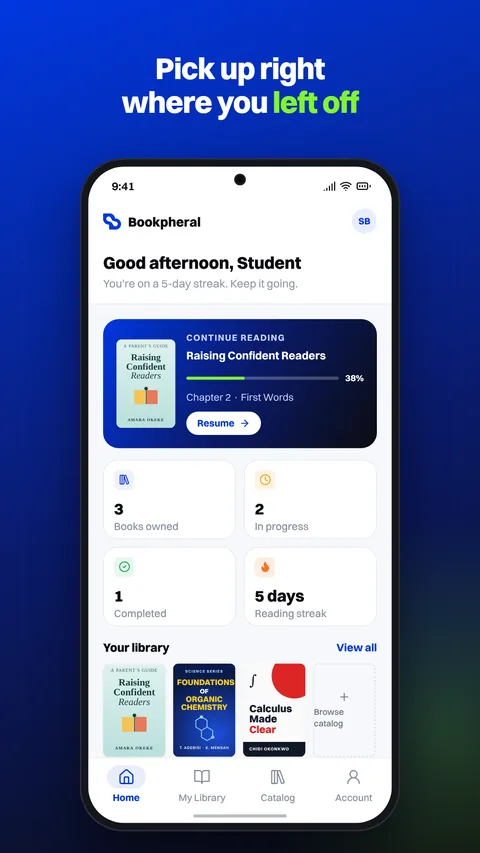 Pick up right
where you left off
9:41
Bookpheral
SB
Good afternoon, Student
You're on a 5-day streak. Keep it going.
A PARENT'S GUIDE
Raising
Confident
Readers
AMARA OKEKE
CONTINUE READING
Raising Confident Readers
38%
Chapter 2 · First Words
Resume →
3
Books owned
2
In progress
1
Completed
5 days
Reading streak
Your library
View all
A PARENT'S GUIDE
Raising
Confident
Readers
AMARA OKEKE
SCIENCE SERIES
FOUNDATIONS
OF
ORGANIC
CHEMISTRY
T. ADEBISI · E. MENSAH
∫
Calculus
Made
Clear
CHIDI OKONKWO
+
Browse
catalog
Home
My Library
Catalog
Account